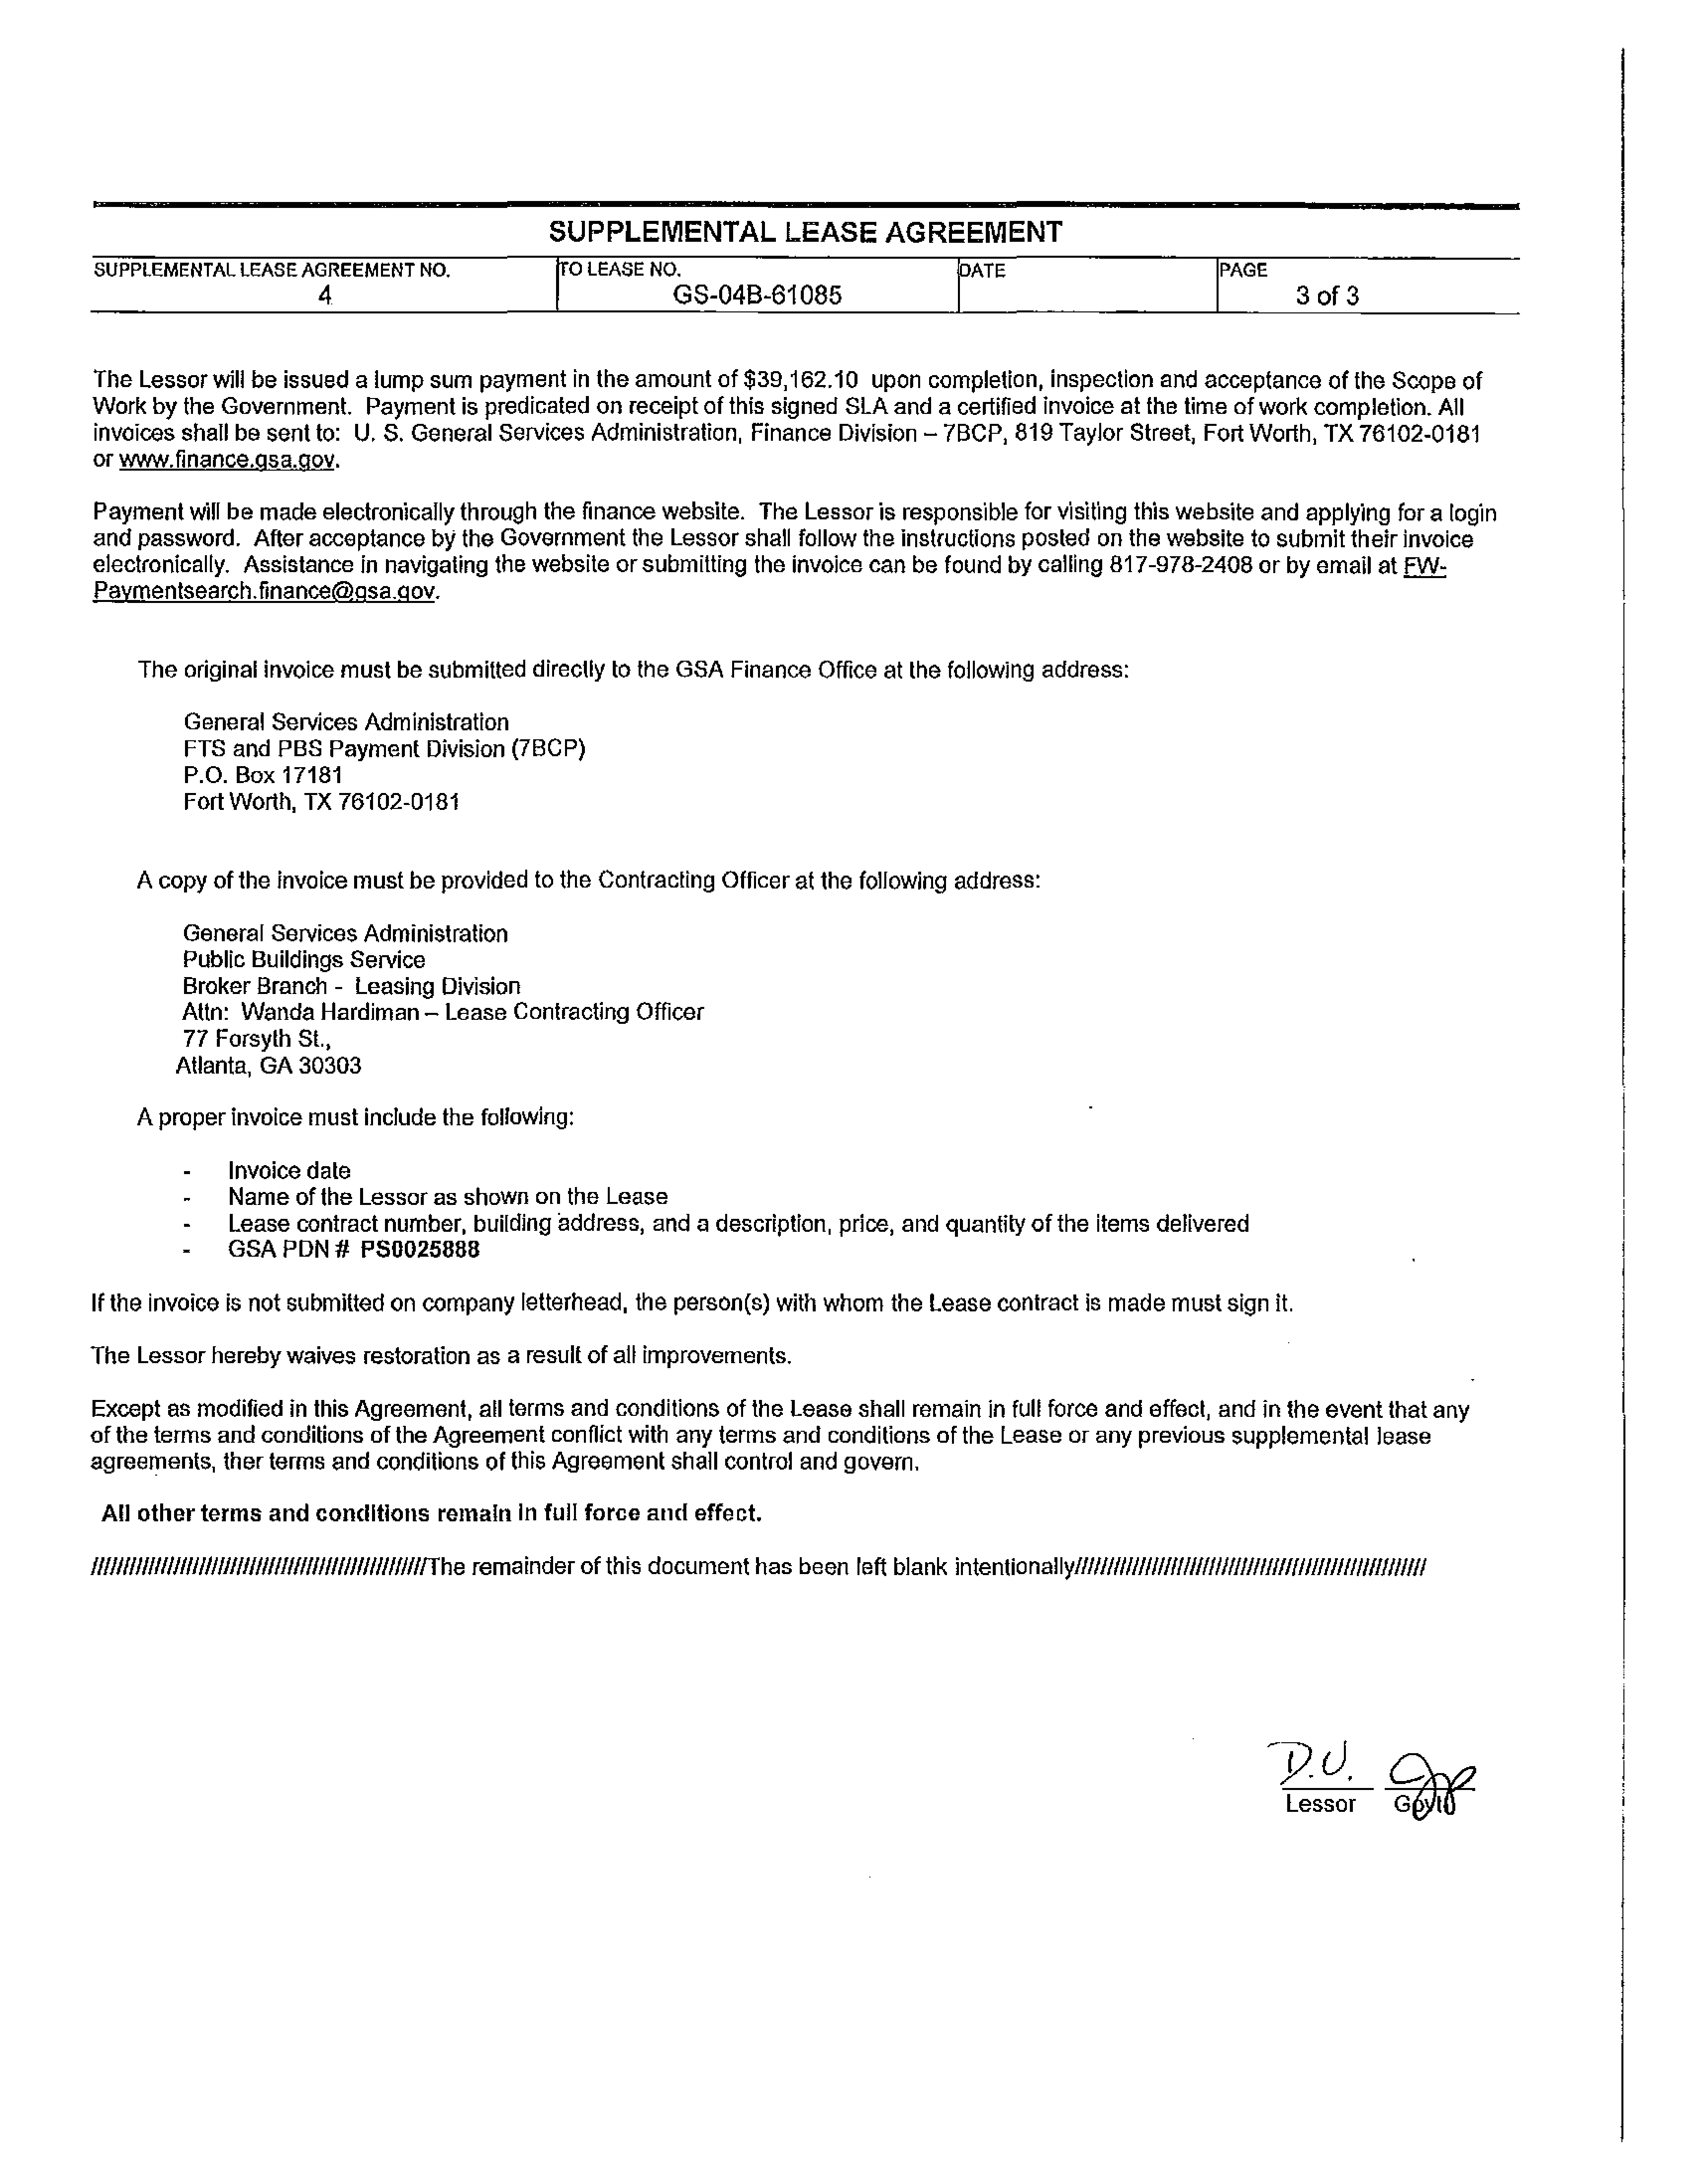 SUPPLEMENTAL LEASE AGREEMENT
SUPPLEMENTAL LEASE AGREEMENT NO. TO LEASE NO. DATE PAGE
4 GS-04B-61085 3 of 3
The Lessor will be issued a lump sum payment in the amount of $39,162.10 upon completion, inspection and acceptance of the Scope of
Work by the Government. Payment is predicated on receipt of this signed SLA and a certified invoice at the time of work completion. All
invoices shall be sent to: U. S. General Services Administration, Finance Division – 7BCP, 819 Taylor Street, Fort Worth, TX 76102-0181
or www.finance.gsa.gov.
Payment will be made electronically through the finance website. The Lessor is responsible for visiting this website and applying for a login
and password. After acceptance by the Government the Lessor shall follow the instructions posted on the website to submit their invoice
electronically. Assistance in navigating the website or submitting the invoice can be found by calling 817-978-2408 or by email at FW-
Paymentsearch.finance@gsa.gov.
The original invoice must be submitted directly to the GSA Finance Office at the following address:
General Services Administration
FTS and PBS Payment Division (7BCP)
P.O. Box 17181
Fort Worth, TX 76102-0181
A copy of the invoice must be provided to the Contracting Officer at the following address:
General Services Administration
Public Buildings Service
Broker Branch - Leasing Division
Attn: Wanda Hardiman – Lease Contracting Officer
77 Forsyth St.,
Atlanta, GA 30303
A proper invoice must include the following:
- Invoice date
- Name of the Lessor as shown on the Lease
- Lease contract number, building address, and a description, price, and quantity of the items delivered
- GSA PDN # PS0025888
If the invoice is not submitted on company letterhead, the person(s) with whom the Lease contract is made must sign it.
The Lessor hereby waives restoration as a result of all improvements.
Except as modified in this Agreement, all terms and conditions of the Lease shall remain in full force and effect, and in the event that any
of the terms and conditions of the Agreement conflict with any terms and conditions of the Lease or any previous supplemental lease
agreements, ther terms and conditions of this Agreement shall control and govern.
All other terms and conditions remain in full force and effect.
////////////////////////////////////////////////////The remainder of this document has been left blank intentionally//////////////////////////////////////////////////////
D.U.
Lessor Gov't